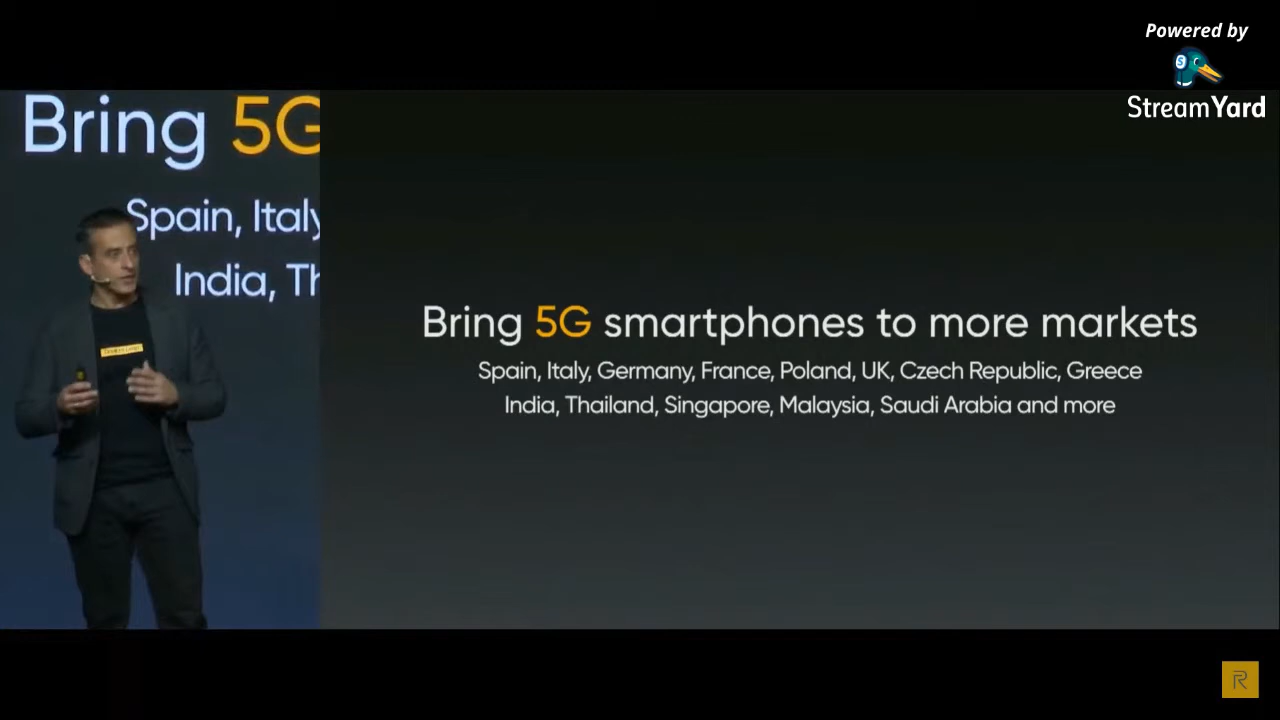 Powered by
StreamYard
Bring 5G
Spain, Italy
India, Th
Bring 5G smartphones to more markets
Spain, Italy, Germany, France, Poland, UK, Czech Republic, Greece
India, Thailand, Singapore, Malaysia, Saudi Arabia and more
R